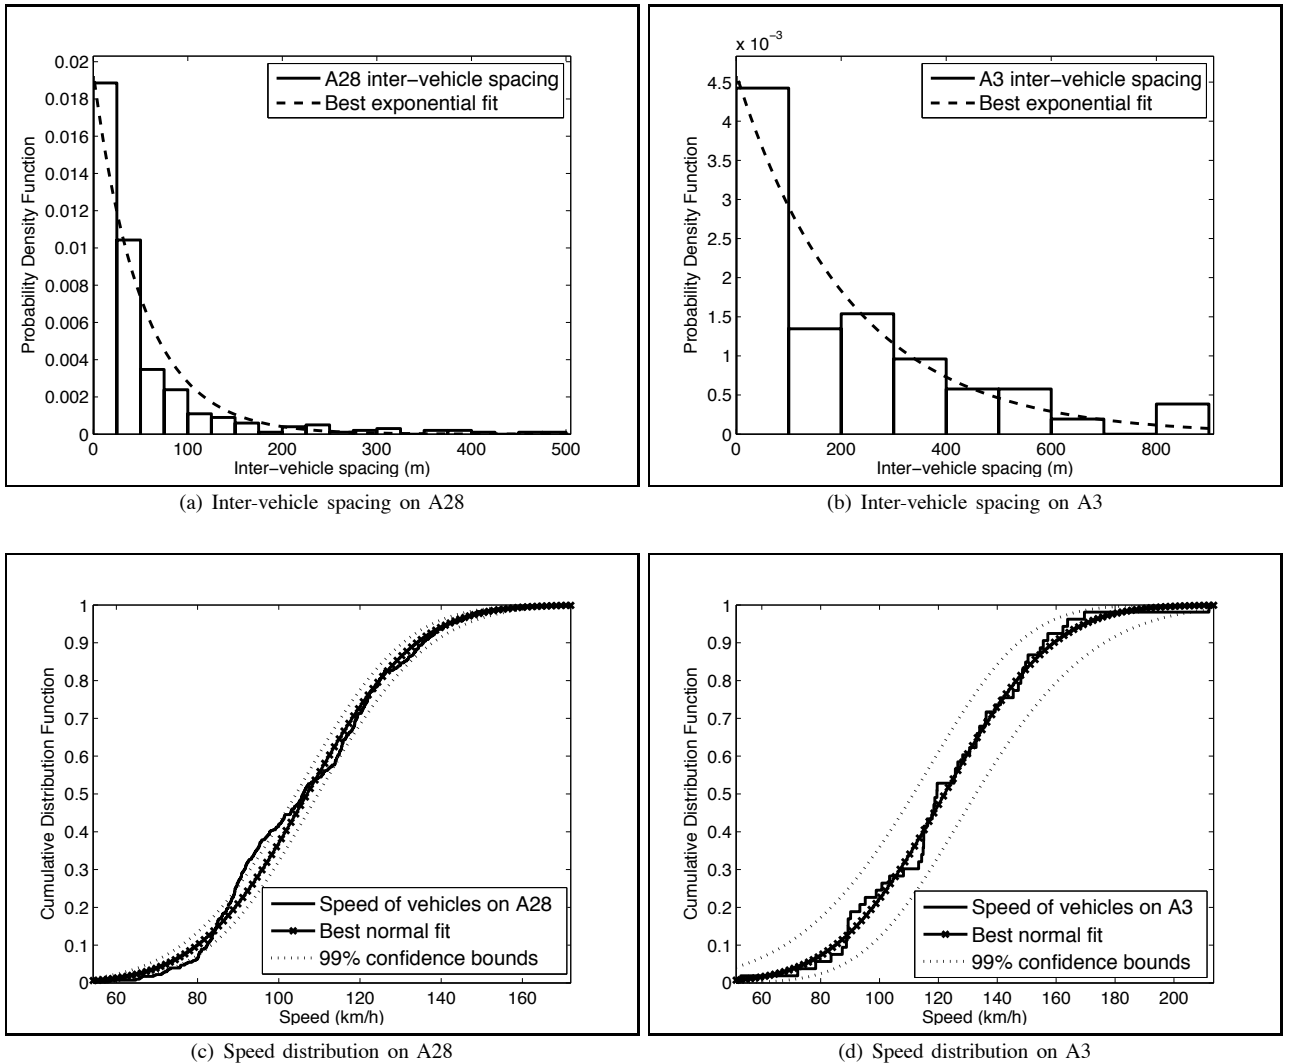 0.02
0.018
0.016
0.014
0.012
0.01
0.008
0.006
0.004
0.002
0
Probability Density Function
A28 inter−vehicle spacing
Best exponential fit
0 100 200 300 400 500
Inter−vehicle spacing (m)
(a) Inter-vehicle spacing on A28
x 10−3
4.5
4
3.5
3
2.5
2
1.5
1
0.5
0
Probability Density Function
A3 inter−vehicle spacing
Best exponential fit
0 200 400 600 800
Inter−vehicle spacing (m)
(b) Inter-vehicle spacing on A3
1
0.9
0.8
0.7
0.6
0.5
0.4
0.3
0.2
0.1
0
Cumulative Distribution Function
Speed of vehicles on A28
Best normal fit
99% confidence bounds
60 80 100 120 140 160
Speed (km/h)
(c) Speed distribution on A28
1
0.9
0.8
0.7
0.6
0.5
0.4
0.3
0.2
0.1
0
Cumulative Distribution Function
Speed of vehicles on A3
Best normal fit
99% confidence bounds
60 80 100 120 140 160 180 200
Speed (km/h)
(d) Speed distribution on A3